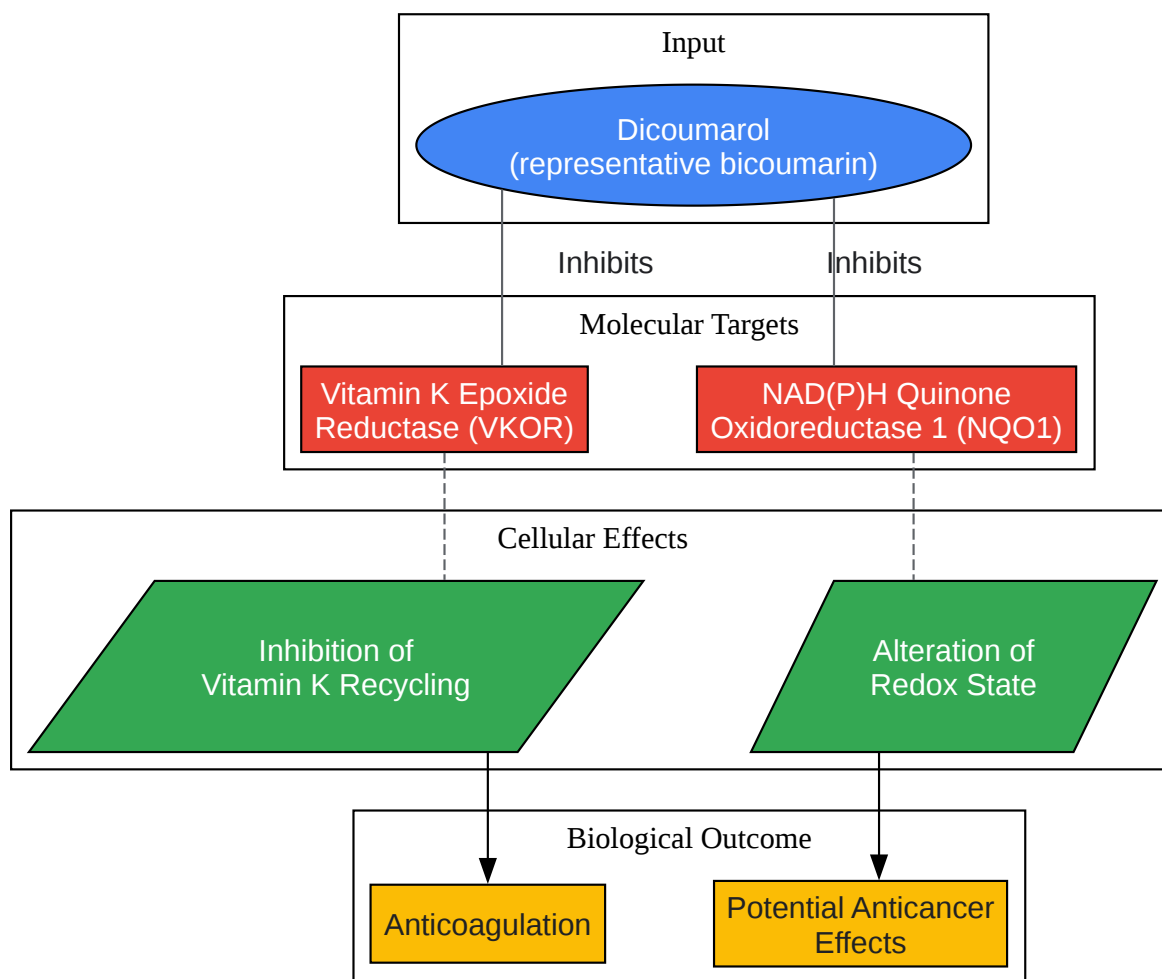 Input
Dicoumarol
(representative bicoumarin)
Inhibits
Inhibits
Molecular Targets
Vitamin K Epoxide
Reductase (VKOR)
NAD(P)H Quinone
Oxidoreductase 1 (NQO1)
Cellular Effects
Inhibition of
Vitamin K Recycling
Alteration of
Redox State
Biological Outcome
Anticoagulation
Potential Anticancer
Effects